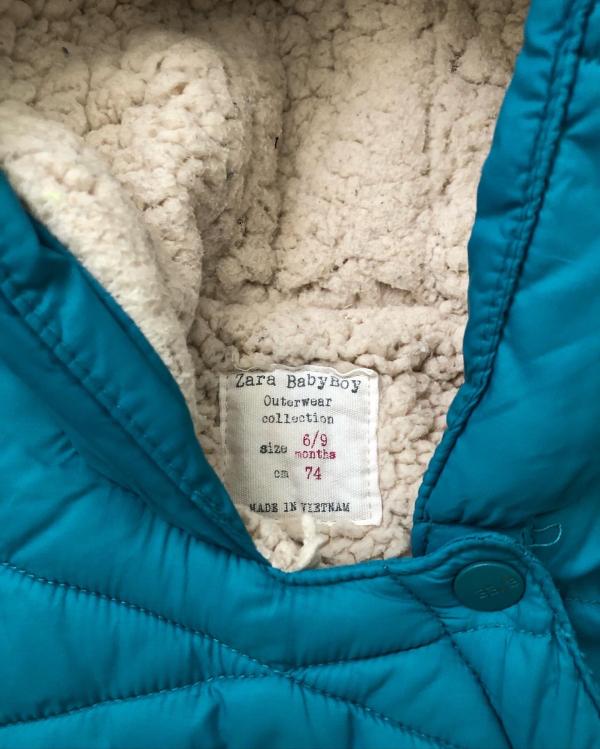 Zara BabyBoy
Outerwear
collection
size 6/9
months
cm 74
MADE IN VIETNAM